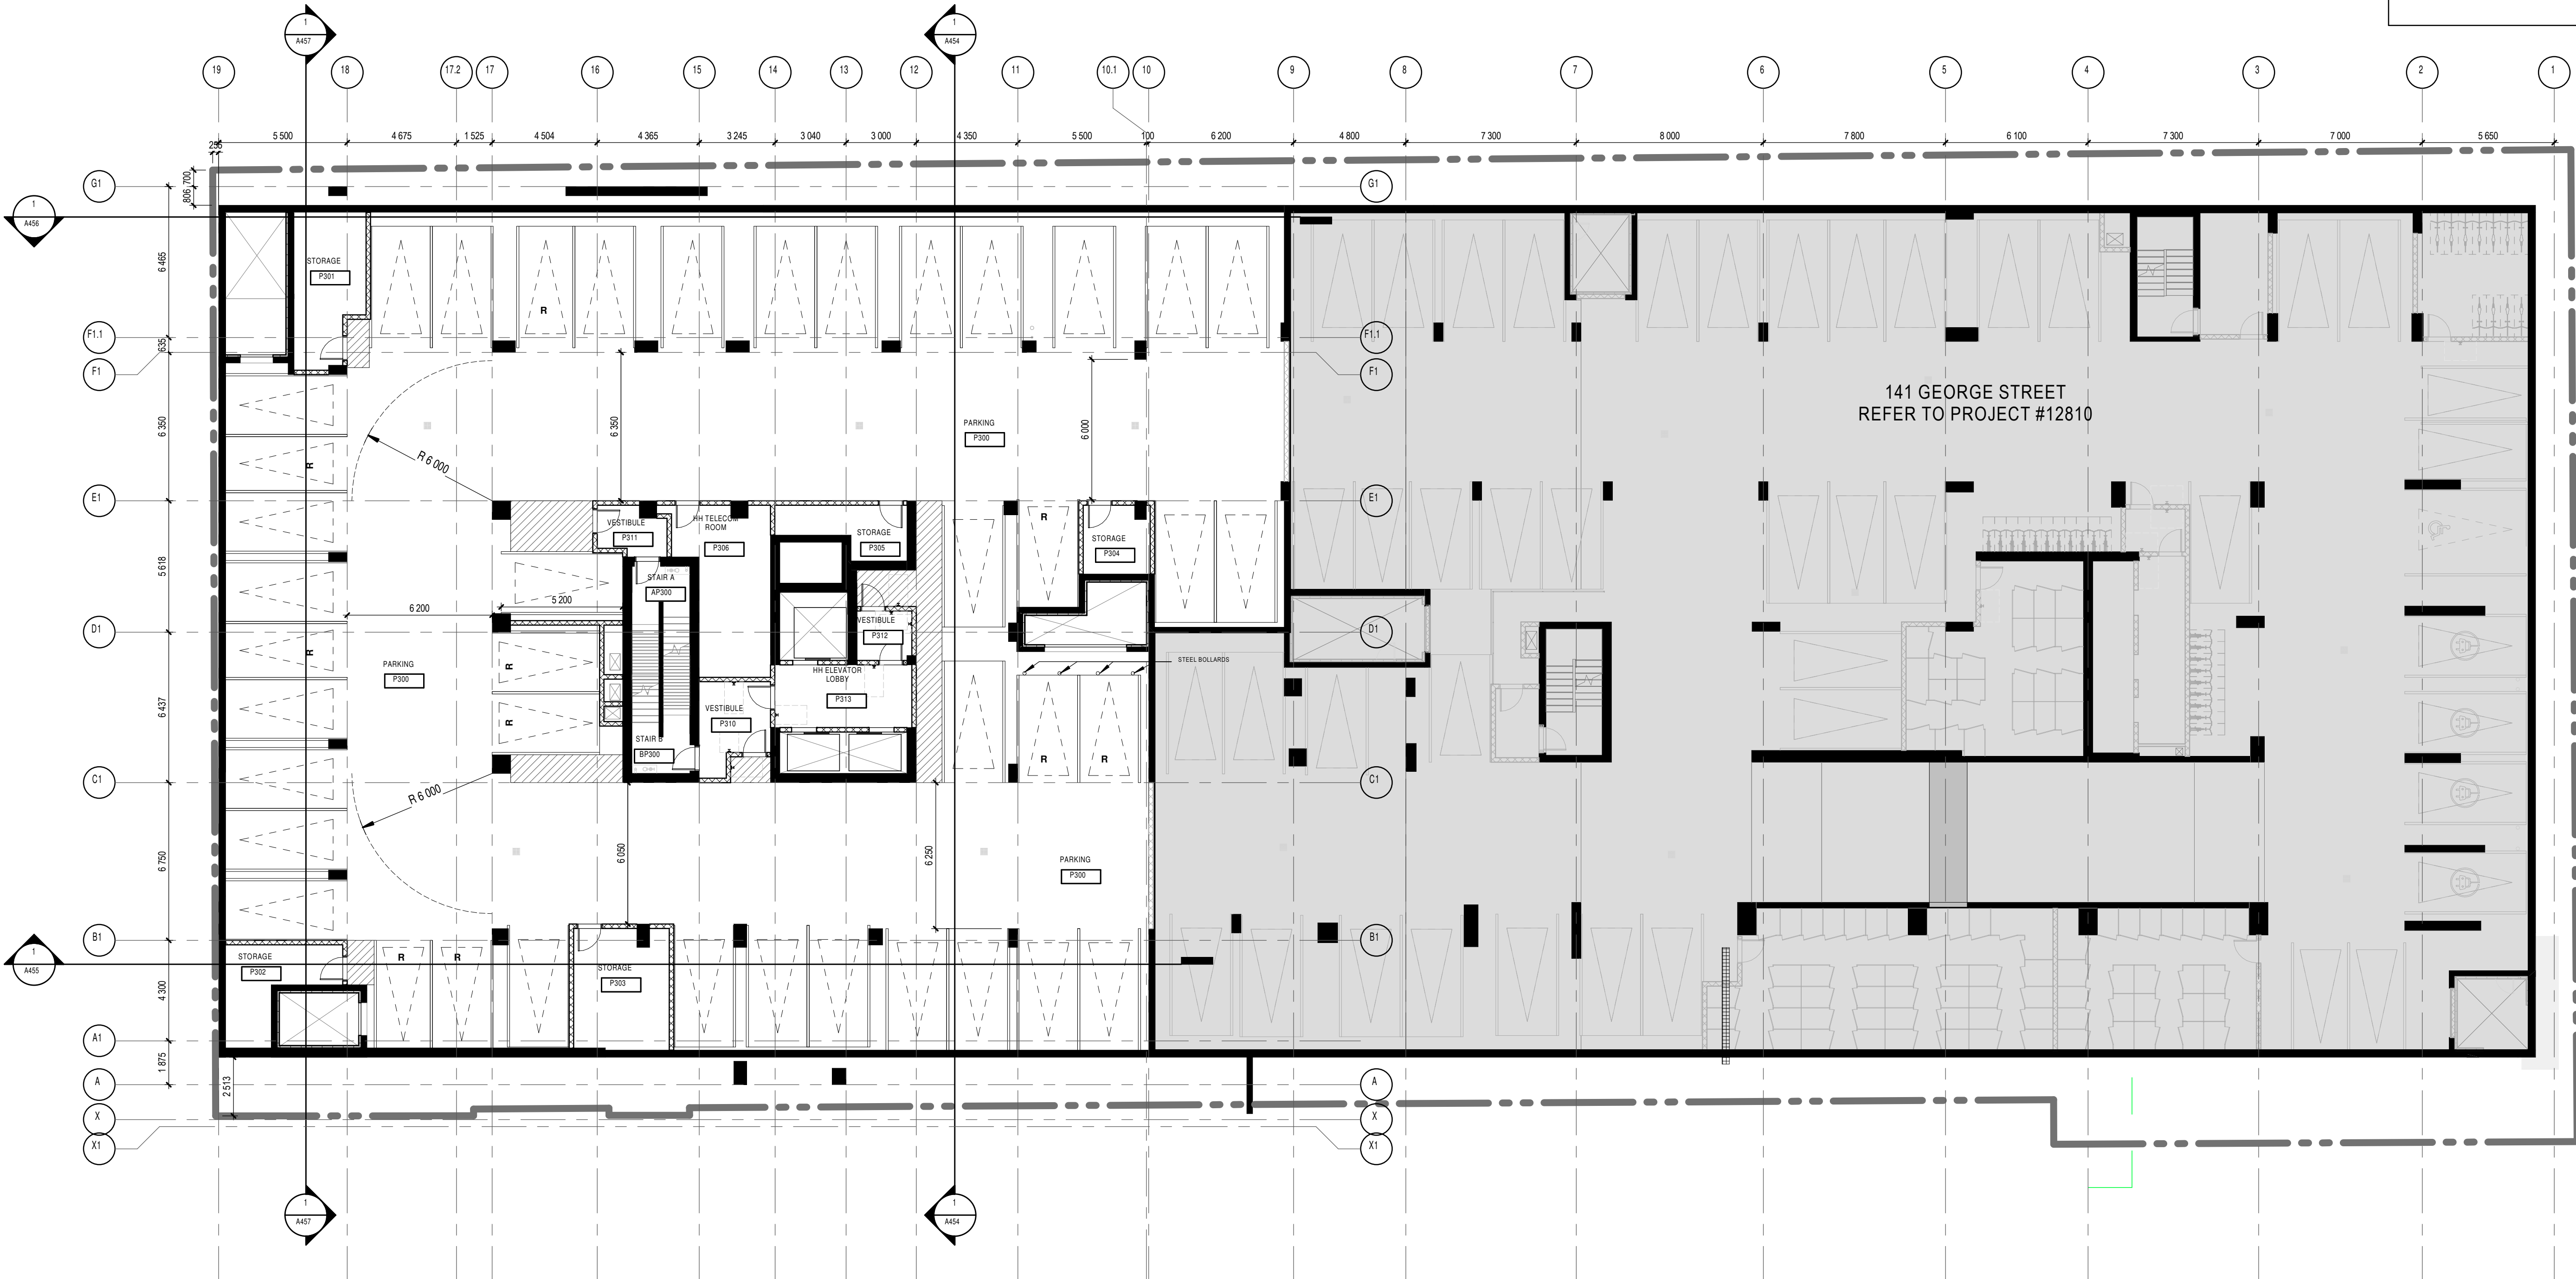 1
A457
1
A454
19
18
17.2
17
16
15
14
13
12
11
10.1
10
9
8
7
6
5
4
3
2
1
5 500
4 675
1 525
4 504
4 365
3 245
3 040
3 000
4 350
5 500
100
6 200
4 800
7 300
8 000
7 800
6 100
7 300
7 000
5 650
255
700
806
G1
G1
1
A456
6 465
STORAGE
P301
R
F1.1
F1.1
635
F1
F1
141 GEORGE STREET
REFER TO PROJECT #12810
6 350
6 350
PARKING
P300
6 000
R 6 000
R
E1
E1
VESTIBULE
P311
HH TELECOM
ROOM
P306
STORAGE
P305
R
STORAGE
P304
5 618
STAIR A
AP300
5 200
6 200
VESTIBULE
P312
D1
D1
R
R
PARKING
P300
STEEL BOLLARDS
HH ELEVATOR
LOBBY
P313
6 437
R
VESTIBULE
P310
STAIR B
BP300
R
R
C1
C1
R 6 000
6 750
6 050
6 250
PARKING
P300
B1
B1
1
A455
STORAGE
P302
R
R
STORAGE
P303
4 300
A1
1 875
A
A
2 513
X
X
X1
X1
1
A457
1
A454